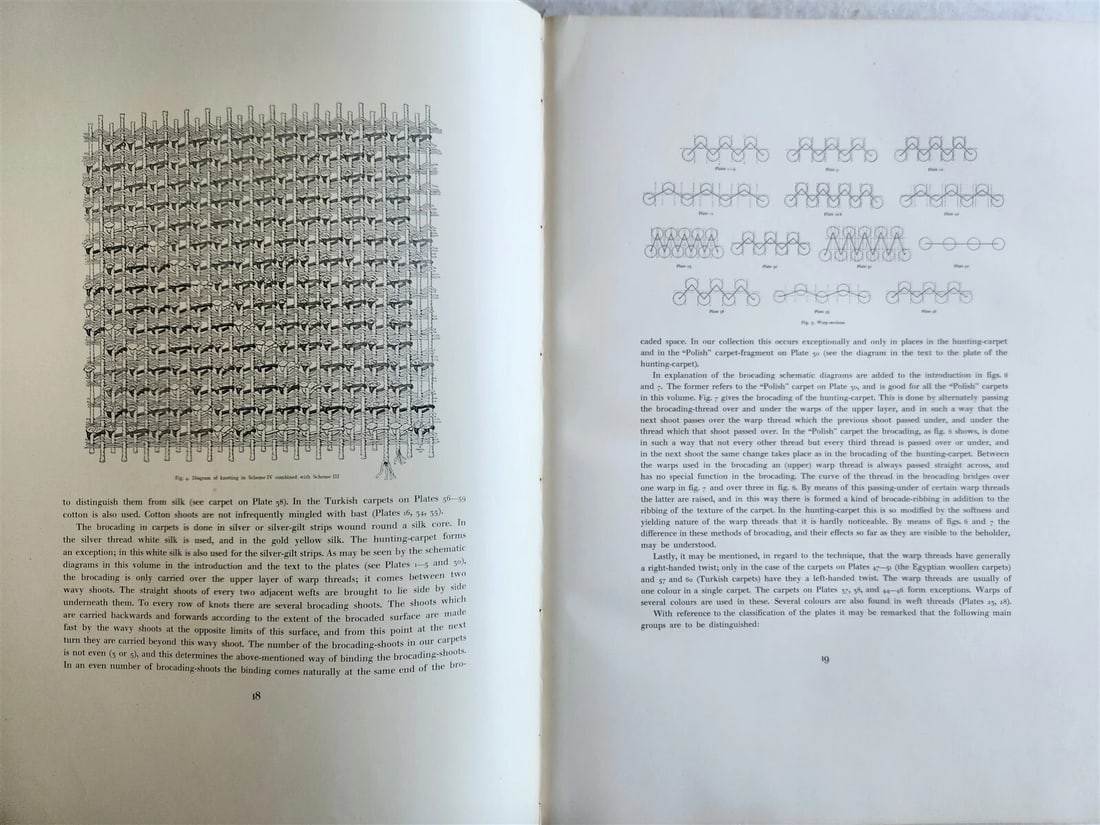 Fig. 4. Diagram of knotting in Scheme IV combined with Scheme III
to distinguish them from silk (see carpet on Plate 58). In the Turkish carpets on Plates 56—59
cotton is also used. Cotton shoots are not infrequently mingled with bast (Plates 16, 54, 55).
The brocading in carpets is done in silver or silver-gilt strips wound round a silk core. In
the silver thread white silk is used, and in the gold yellow silk. The hunting-carpet forms
an exception; in this white silk is also used for the silver-gilt strips. As may be seen by the schematic
diagrams in this volume in the introduction and the text to the plates (see Plates 1—5 and 50),
the brocading is only carried over the upper layer of warp threads; it comes between two
wavy shoots. The straight shoots of every two adjacent wefts are brought to lie side by side
underneath them. To every row of knots there are several brocading shoots. The shoots which
are carried backwards and forwards according to the extent of the brocaded surface are made
fast by the wavy shoots at the opposite limits of this surface, and from this point at the next
turn they are carried beyond this wavy shoot. The number of the brocading-shoots in our carpets
is not even (3 or 5), and this determines the above-mentioned way of binding the brocading-shoots.
In an even number of brocading-shoots the binding comes naturally at the same end of the bro-
18
Plate
Plate
Plate
Plate
Plate
Plate
Plate
Plate
Plate
Plate
Plate
Plate
Plate
Fig. 5. Warp-sections
caded space. In our collection this occurs exceptionally and only in places in the hunting-carpet
and in the “Polish” carpet-fragment on Plate 50 (see the diagram in the text to the plate of the
hunting-carpet).
In explanation of the brocading schematic diagrams are added to the introduction in figs. 6
and 7. The former refers to the “Polish” carpet on Plate 50, and is good for all the “Polish” carpets
in this volume. Fig. 7 gives the brocading of the hunting-carpet. This is done by alternately passing
the brocading-thread over and under the warps of the upper layer, and in such a way that the
next shoot passes over the warp thread which the previous shoot passed under, and under the
thread which that shoot passed over. In the “Polish” carpet the brocading, as fig. 6 shows, is done
in such a way that not every other thread but every third thread is passed over or under, and
in the next shoot the same change takes place as in the brocading of the hunting-carpet. Between
the warps used in the brocading an (upper) warp thread is always passed straight across, and
has no special function in the brocading. The curve of the thread in the brocading bridges over
one warp in fig. 7 and over three in fig. 6. By means of this passing-under of certain warp threads
the latter are raised, and in this way there is formed a kind of brocade-ribbing in addition to the
ribbing of the texture of the carpet. In the hunting-carpet this is so modified by the softness and
yielding nature of the warp threads that it is hardly noticeable. By means of figs. 6 and 7 the
difference in these methods of brocading, and their effects so far as they are visible to the beholder,
may be understood.
Lastly, it may be mentioned, in regard to the technique, that the warp threads have generally
a right-handed twist; only in the case of the carpets on Plates 47—51 (the Egyptian woollen carpets)
and 57 and 60 (Turkish carpets) have they a left-handed twist. The warp threads are usually of
one colour in a single carpet. The carpets on Plates 37, 38, and 44—46 form exceptions. Warps of
several colours are used in these. Several colours are also found in weft threads (Plates 25, 28).
With reference to the classification of the plates it may be remarked that the following main
groups are to be distinguished:
19